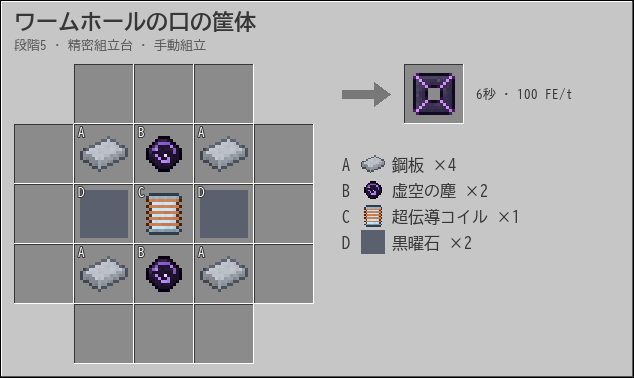 ワームホールの口の筐体
段階5 · 精密組立台 · 手動組立
A B A
D C D
A B A
6秒 · 100 FE/t
A 鋼板 ×4
B 虚空の塵 ×2
C 超伝導コイル ×1
D 黒曜石 ×2